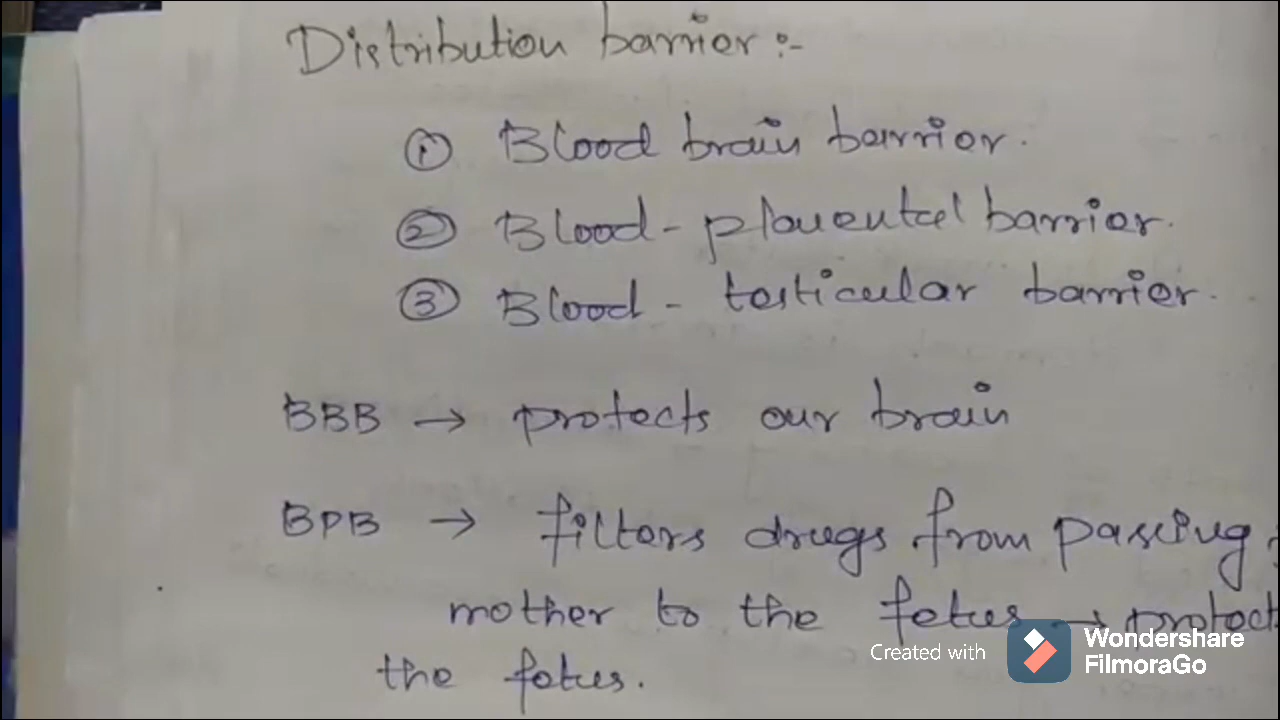 Distribution barrier :-
① Blood brain barrier.
② Blood - placental barrier.
③ Blood - testicular barrier.
BBB → protects our brain
BPB → filters drugs from passing
mother to the fetus → protect
the fetus.
Created with Wondershare FilmoraGo